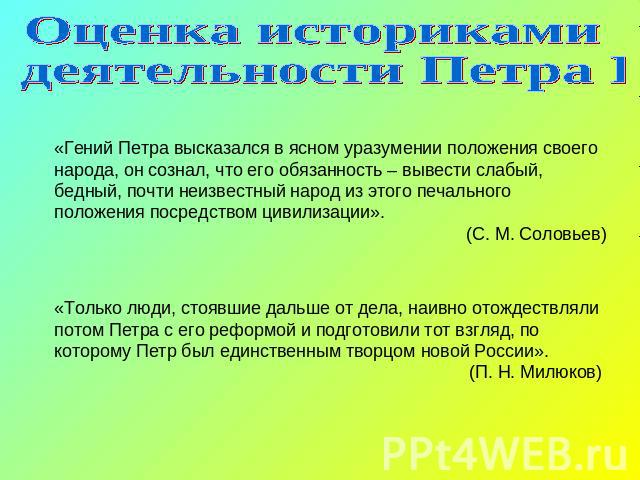 Оценка историками
деятельности Петра I
«Гений Петра высказался в ясном уразумении положения своего
народа, он сознал, что его обязанность – вывести слабый,
бедный, почти неизвестный народ из этого печального
положения посредством цивилизации».
(С. М. Соловьев)
«Только люди, стоявшие дальше от дела, наивно отождествляли
потом Петра с его реформой и подготовили тот взгляд, по
которому Петр был единственным творцом новой России».
(П. Н. Милюков)
PPt4WEB.ru